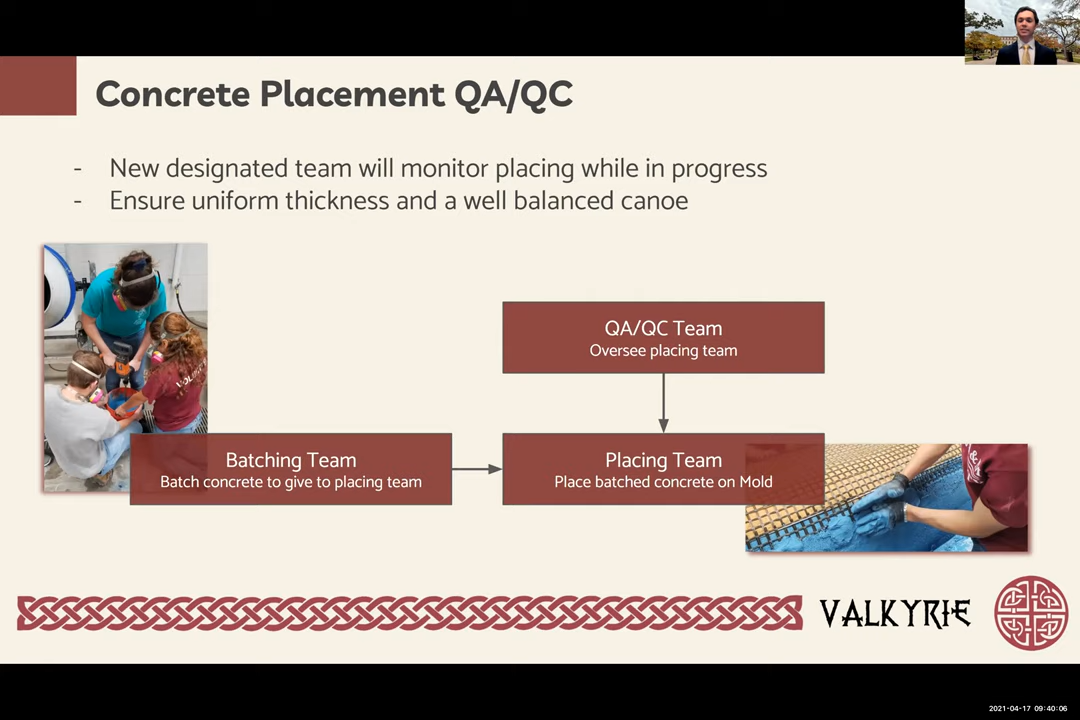 Concrete Placement QA/QC
- New designated team will monitor placing while in progress
- Ensure uniform thickness and a well balanced canoe
QA/QC Team
Oversee placing team
Batching Team
Batch concrete to give to placing team
Placing Team
Place batched concrete on Mold
VALKYRIE
2021-04-17 09:40:06